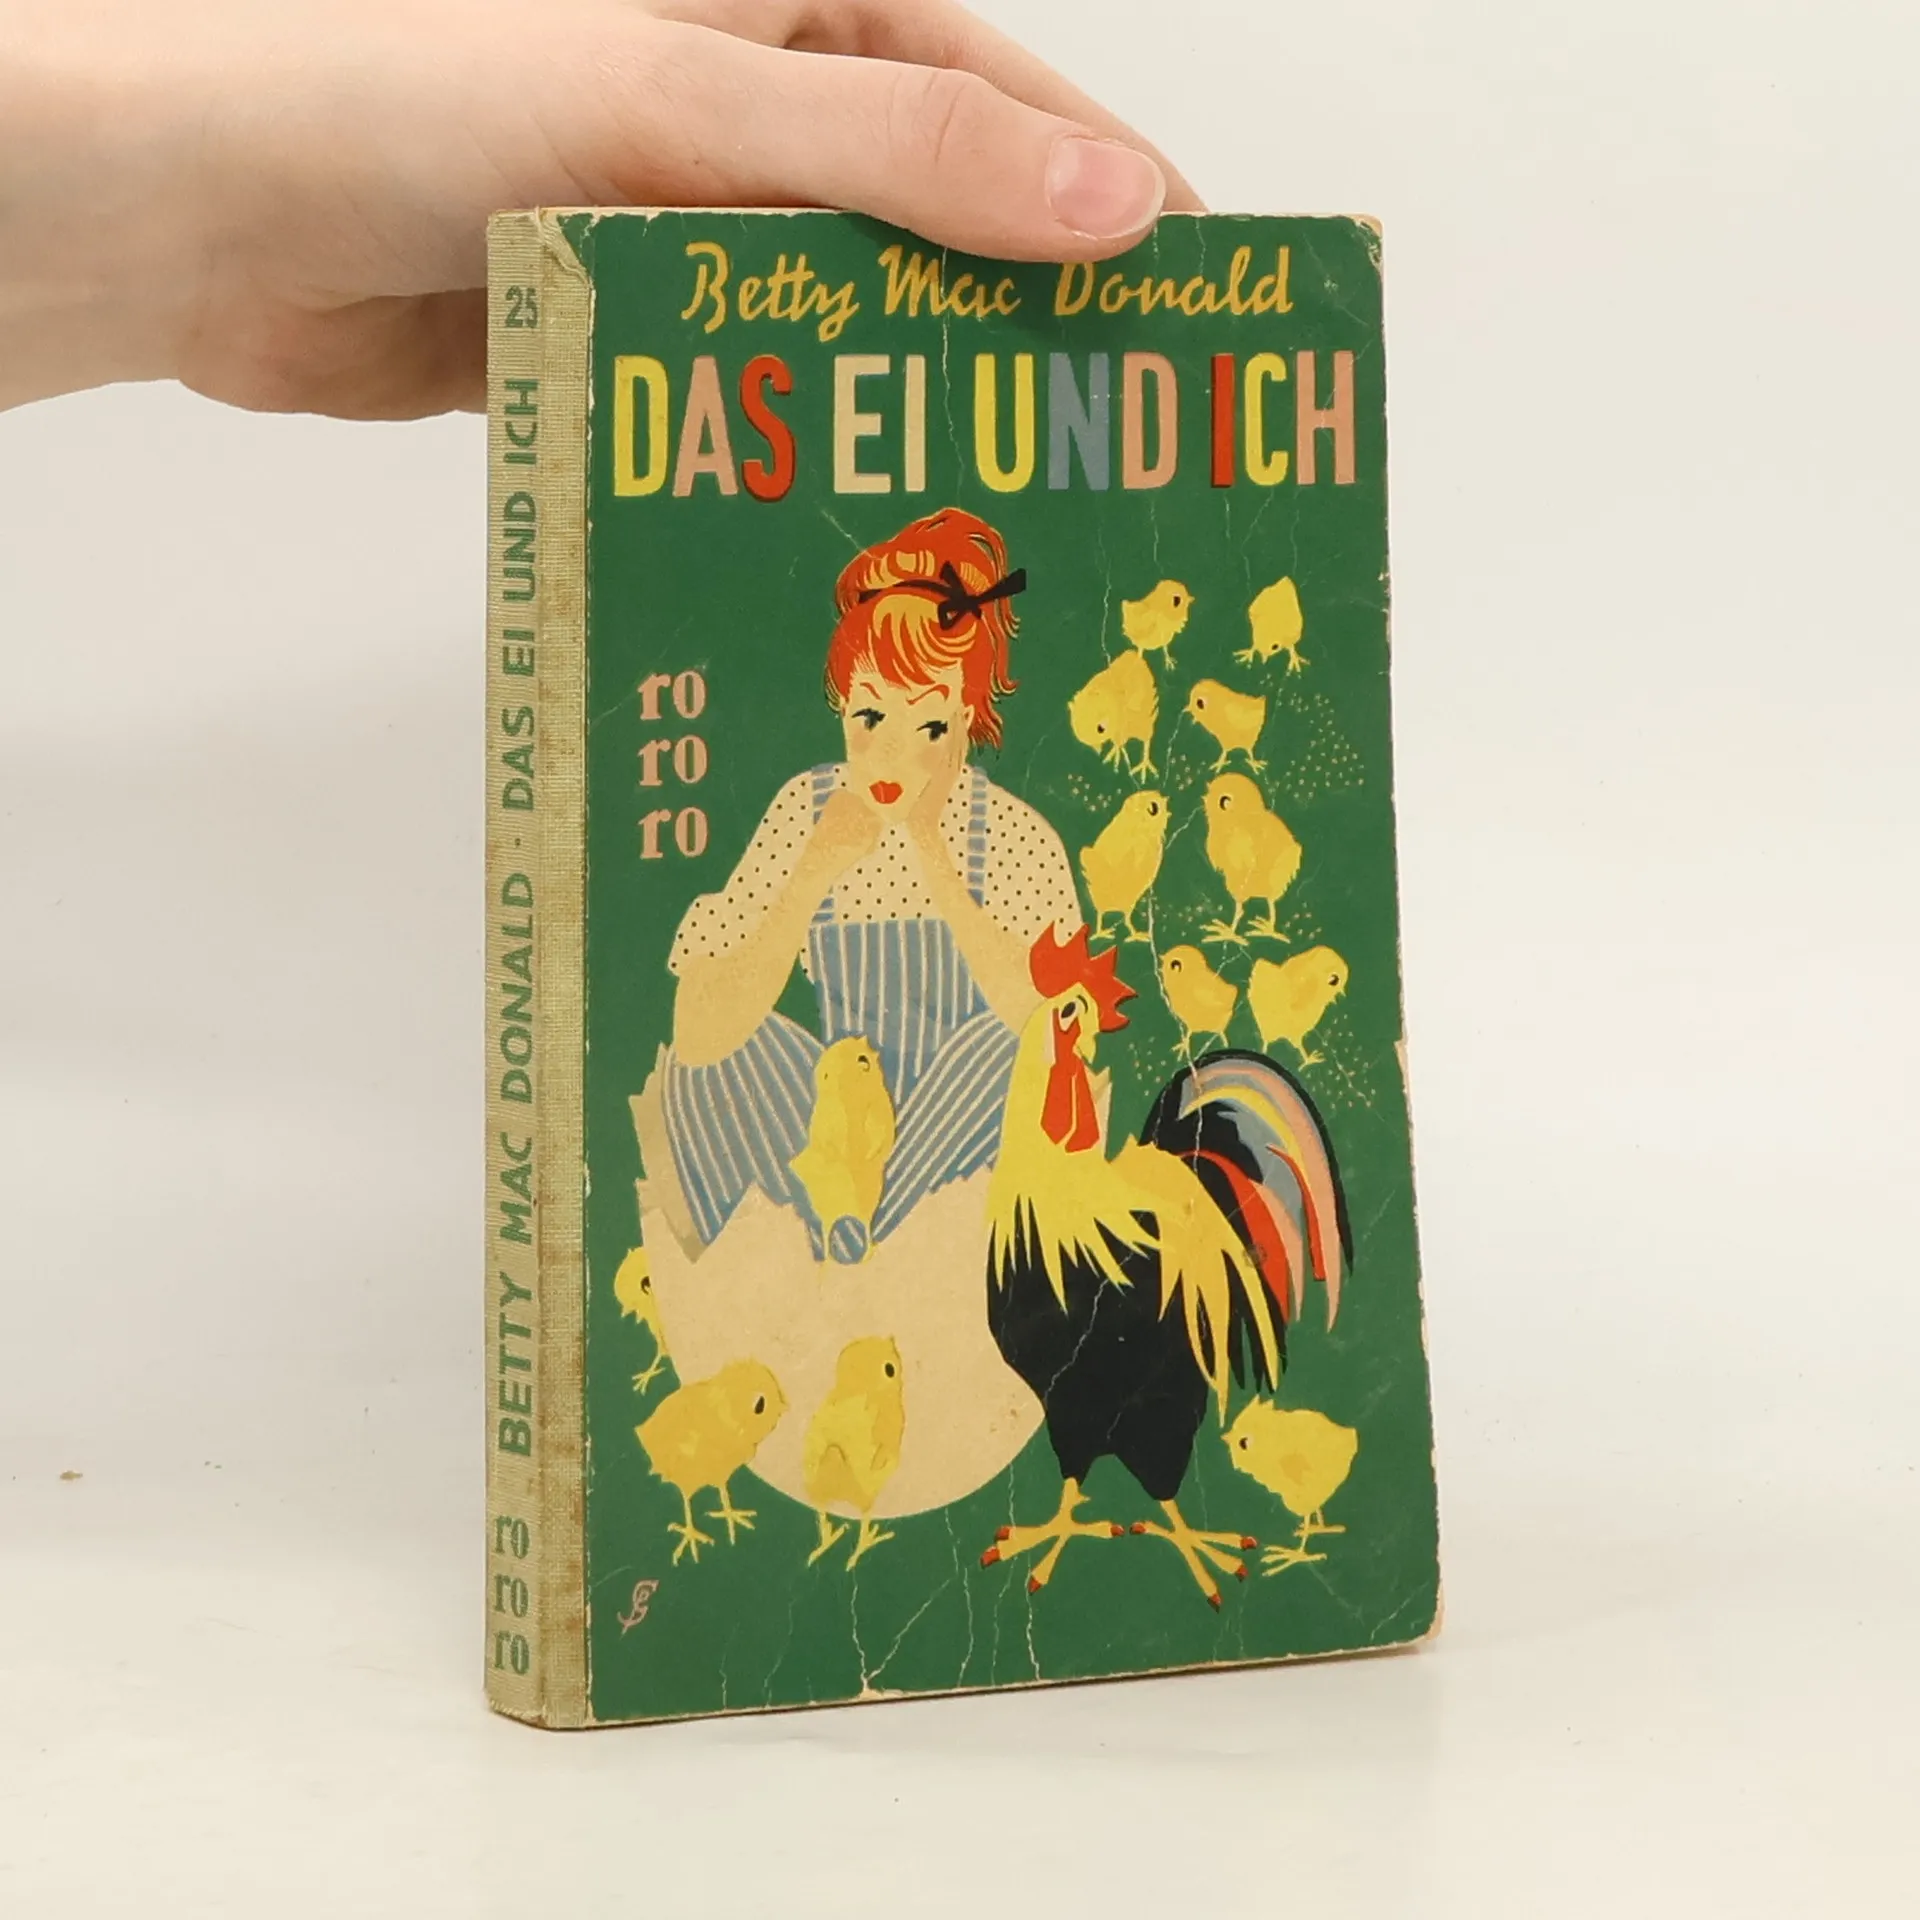 Betty Mac Donald
DAS EI UND ICH
ro
ro
ro
ro ro ro BETTY MAC DONALD · DAS EI UND ICH 25